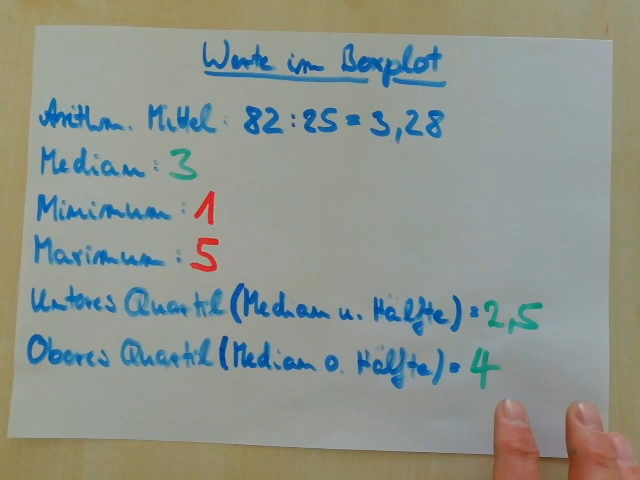 Werte im Boxplot
Arithm. Mittel: 82:25=3,28
Median: 3
Minimum: 1
Maximum: 5
Unteres Quartil (Median u. Hälfte)=2,5
Oberes Quartil (Median o. Hälfte)=4